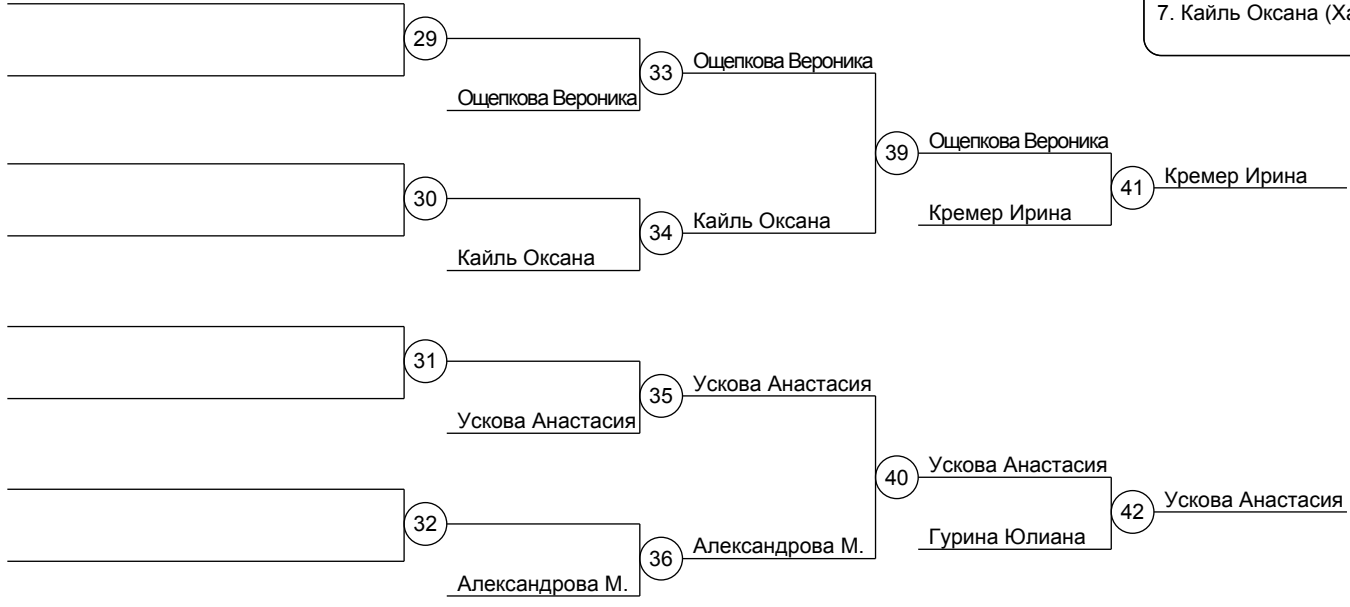 7. Кайль Оксана (Ха
29
33
Ощепкова Вероника
Ощепкова Вероника
39
Ощепкова Вероника
41
Кремер Ирина
30
34
Кайль Оксана
Кремер Ирина
Кайль Оксана
31
35
Ускова Анастасия
Ускова Анастасия
40
Ускова Анастасия
42
Ускова Анастасия
32
36
Александрова М.
Гурина Юлиана
Александрова М.